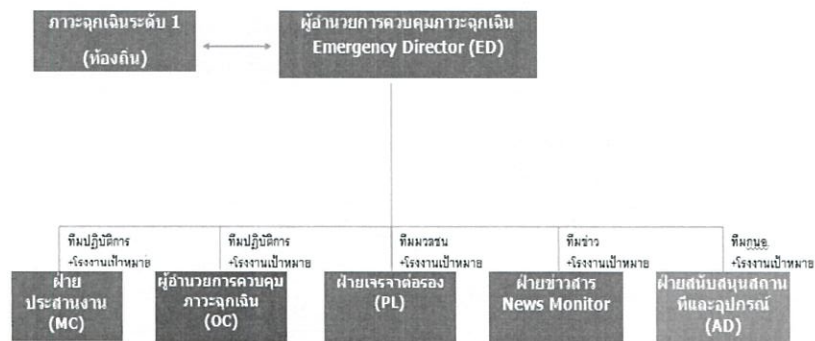 ภาวะฉุกเฉินระดับ 1
(ท้องถิ่น)
ผู้อำนวยการควบคุมภาวะฉุกเฉิน
Emergency Director (ED)
ทีมปฏิบัติการ
+โรงงานเป้าหมาย
ฝ่าย
ประสานงาน
(MC)
ทีมปฏิบัติการ
+โรงงานเป้าหมาย
ผู้อำนวยการควบคุม
ภาวะฉุกเฉิน
(OC)
ทีมมวลชน
+โรงงานเป้าหมาย
ฝ่ายเจรจาต่อรอง
(PL)
ทีมข่าว
+โรงงานเป้าหมาย
ฝ่ายข่าวสาร
News Monitor
ทีมกนอ.
+โรงงานเป้าหมาย
ฝ่ายสนับสนุนสถาน
ที่และอุปกรณ์
(AD)